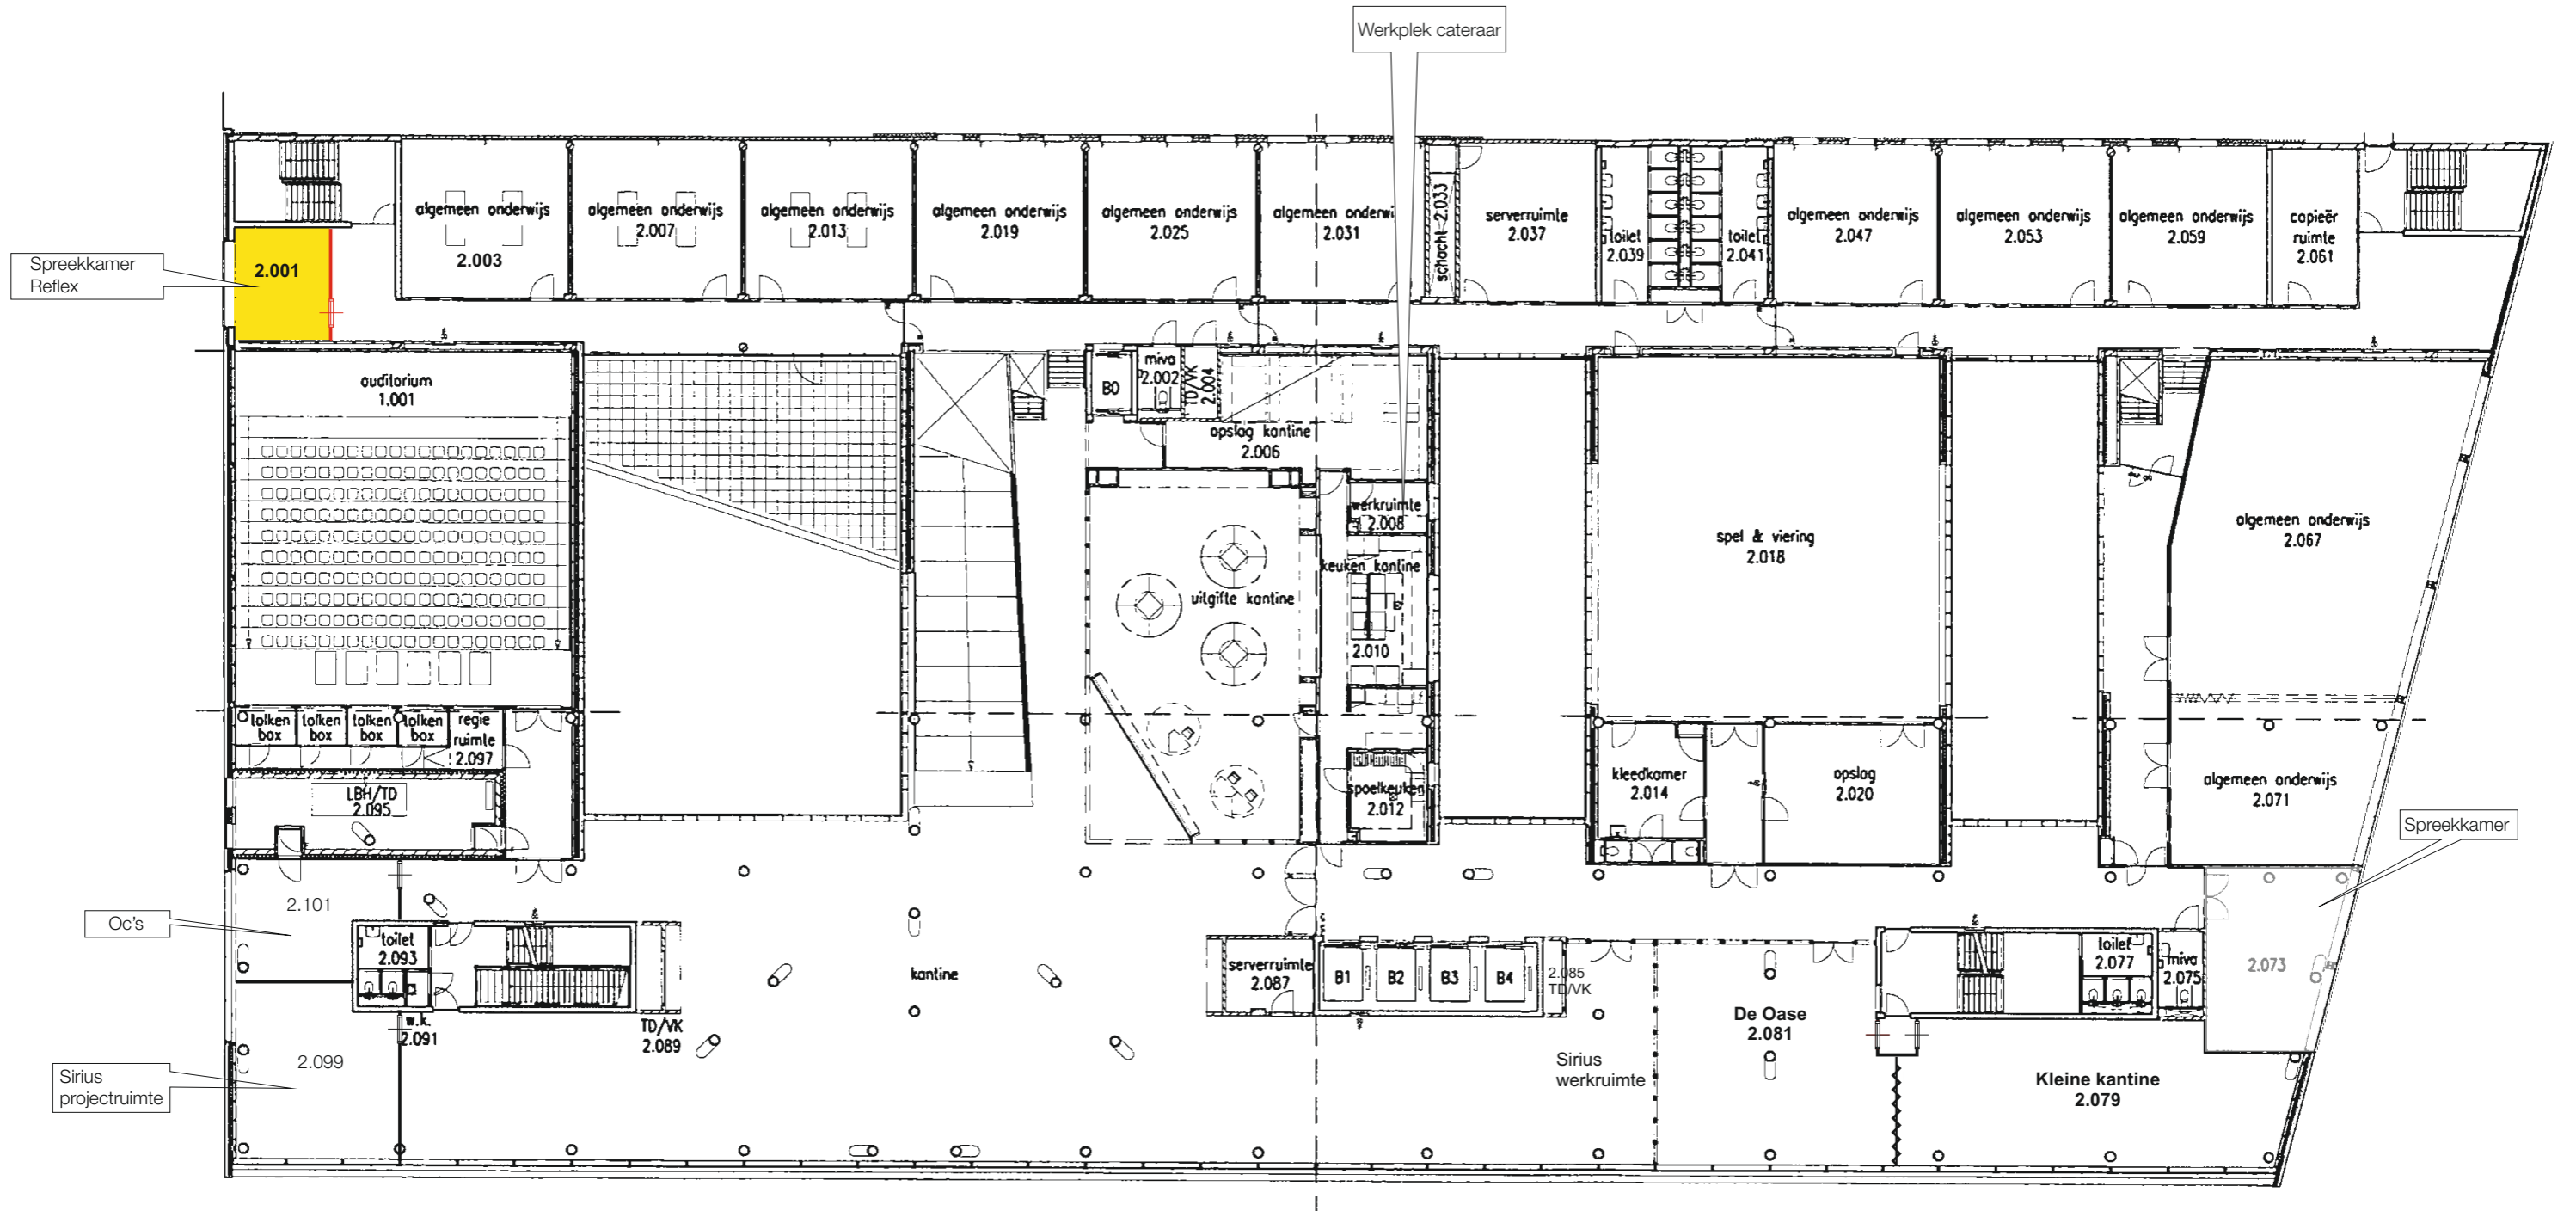 Werkplek cateraar
algemeen onderwijs
2.003
algemeen onderwijs
2.007
algemeen onderwijs
2.013
algemeen onderwijs
2.019
algemeen onderwijs
2.025
algemeen onderwi
2.031
schacht 2.033
serverruimte
2.037
toilet
2.039
toilet
2.041
algemeen onderwijs
2.047
algemeen onderwijs
2.053
algemeen onderwijs
2.059
copieër
ruimte
2.061
Spreekkamer
Reflex
2.001
auditorium
1.001
B0
miva
2.002
TD/VK
2.004
opslag kantine
2.006
werkruimte
2.008
keuken kantine
2.010
uitgifte kantine
spel & viering
2.018
algemeen onderwijs
2.067
tolken
box
tolken
box
tolken
box
tolken
box
regie
ruimte
2.097
LBH/TD
2.095
spoelkeuken
2.012
kleedkamer
2.014
opslag
2.020
algemeen onderwijs
2.071
Spreekkamer
Oc's
2.101
toilet
2.093
w.k.
2.091
TD/VK
2.089
kantine
serverruimte
2.087
B1
B2
B3
B4
2.085
TD/VK
De Oase
2.081
toilet
2.077
miva
2.075
2.073
Sirius
projectruimte
2.099
Sirius
werkruimte
Kleine kantine
2.079